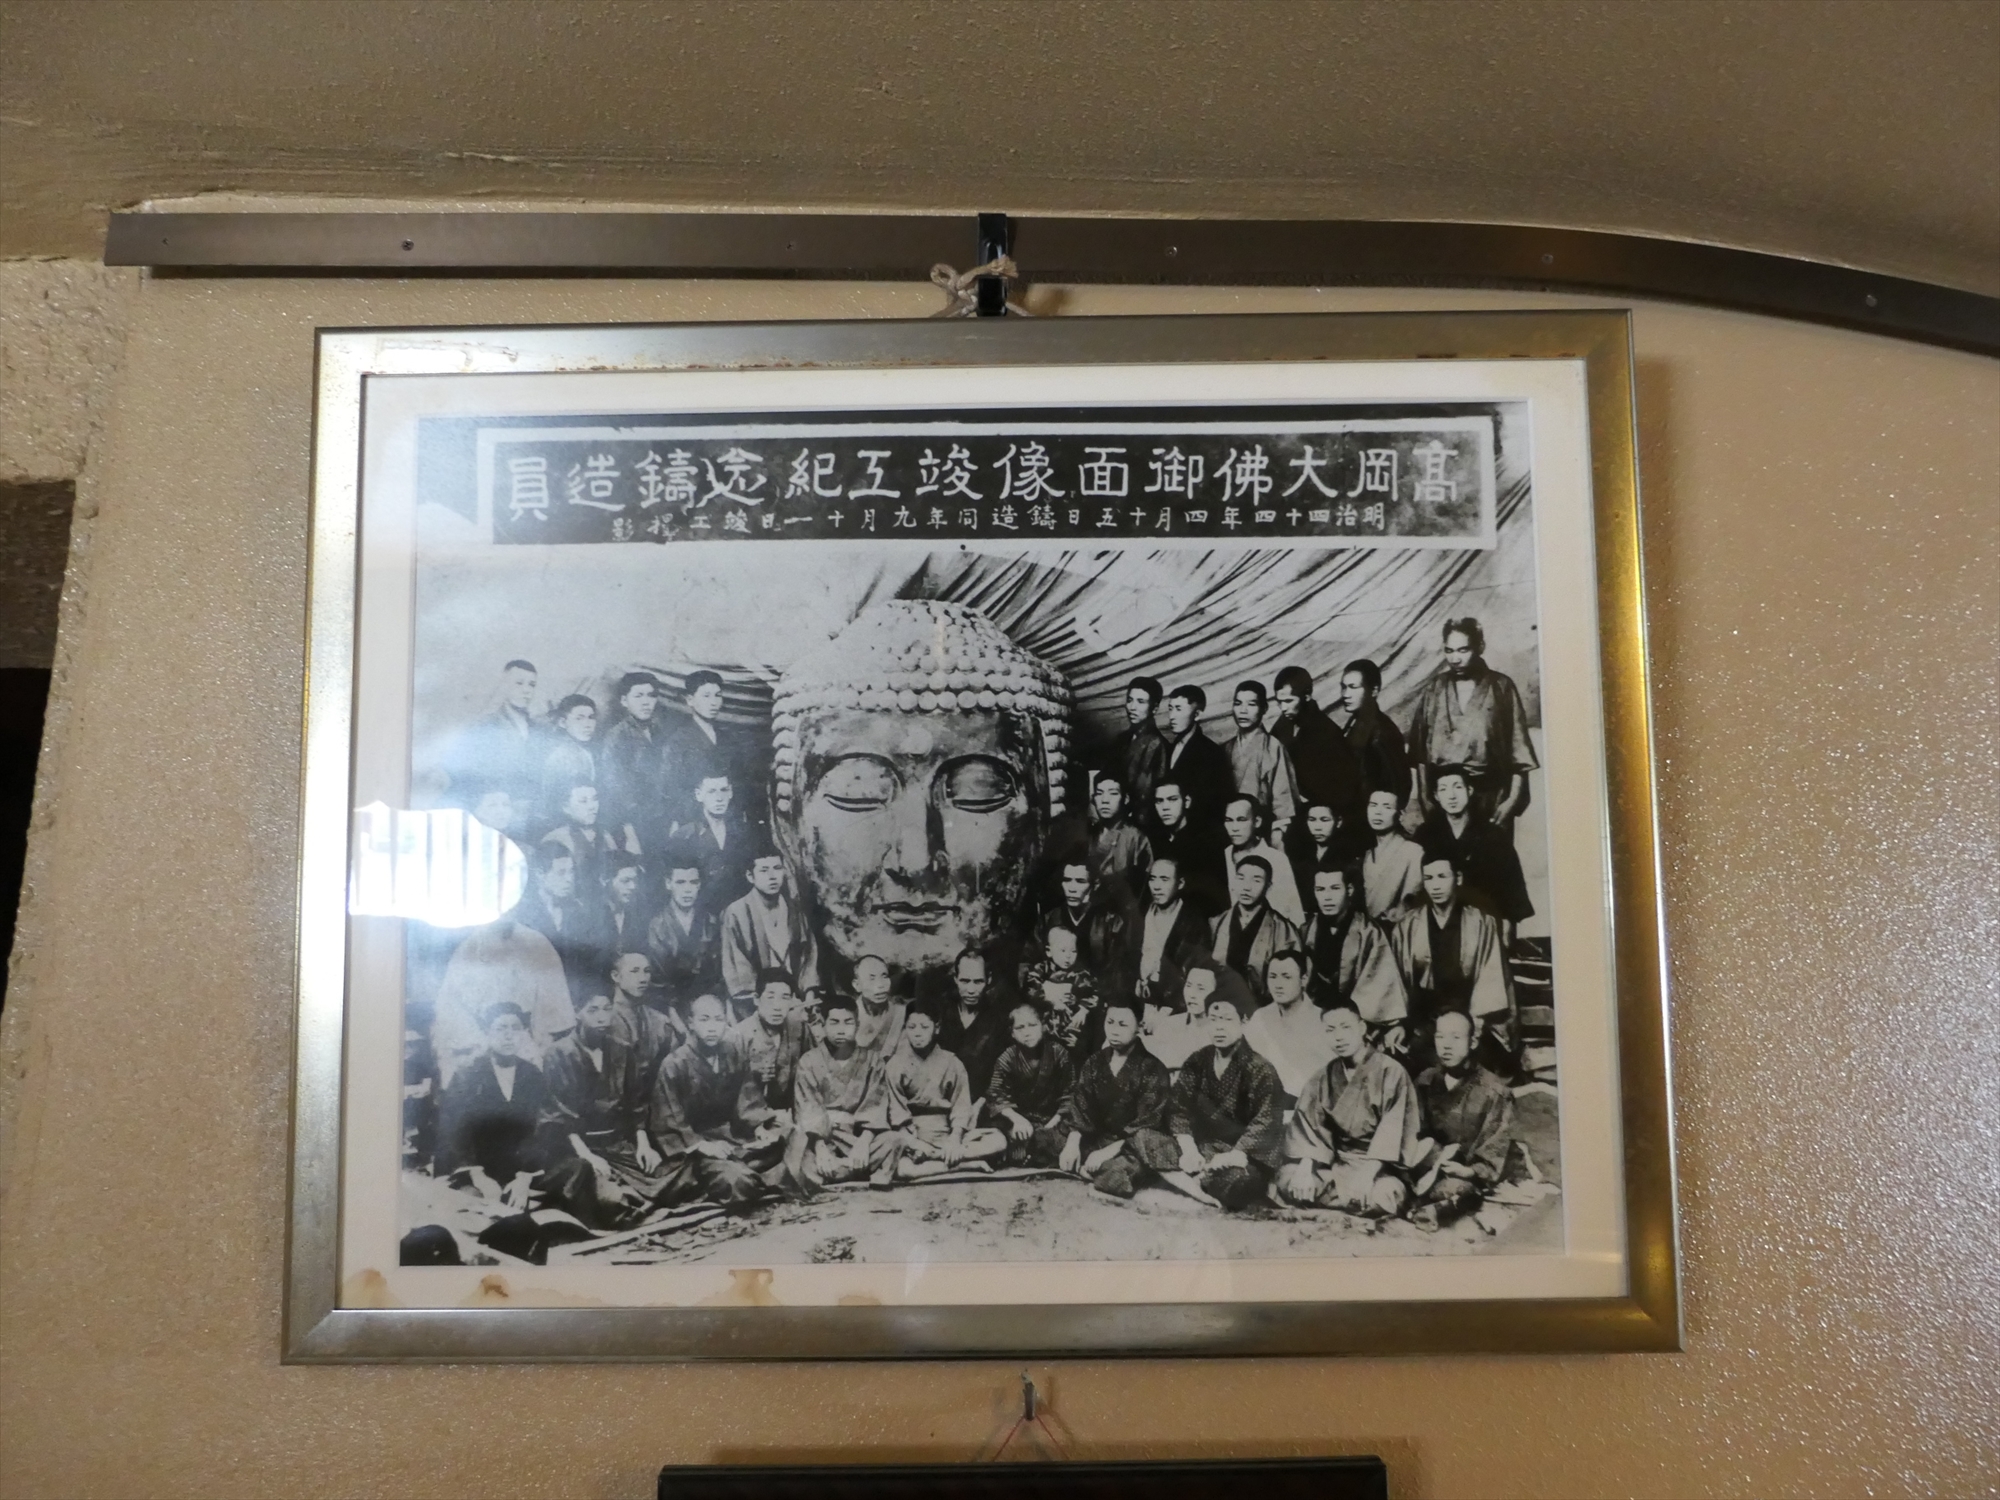 髙岡大佛御面像竣工紀念鑄造員
明治四十四年四月十五日鑄造同年九月十一日竣工撮影